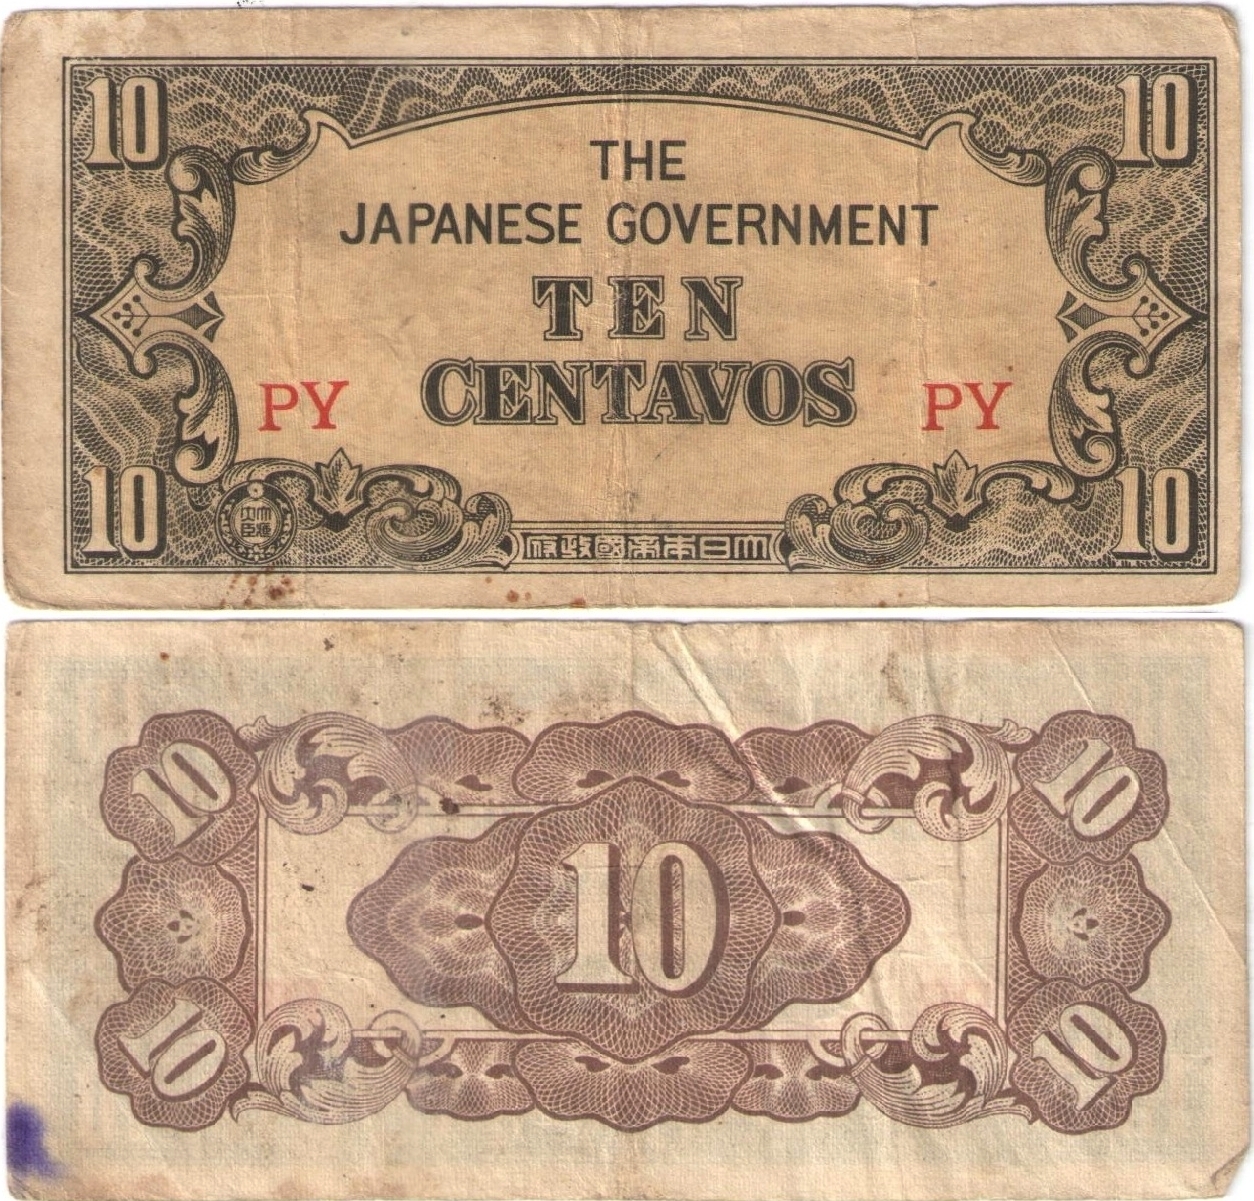 10 10
THE
JAPANESE GOVERNMENT
TEN
CENTAVOS
PY PY
10 10
大日本帝國政府
10 10
10
10 10